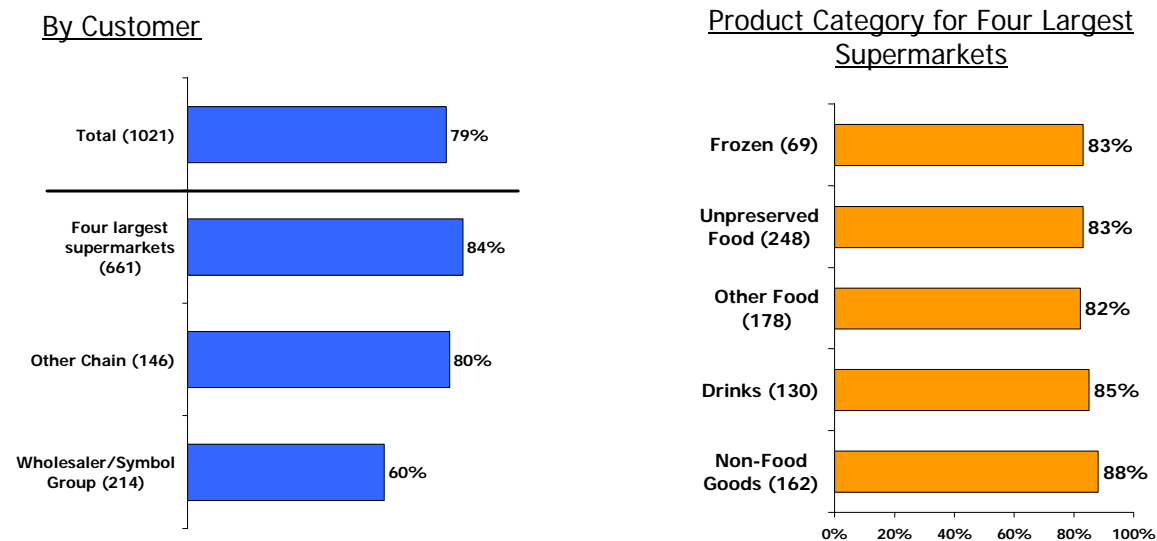 By Customer
Total (1021)
79%
Four largest
supermarkets
(661)
84%
Other Chain (146)
80%
Wholesaler/Symbol
Group (214)
60%
Product Category for Four Largest
Supermarkets
Frozen (69)
83%
Unpreserved
Food (248)
83%
Other Food
(178)
82%
Drinks (130)
85%
Non-Food
Goods (162)
88%
0% 20% 40% 60% 80% 100%